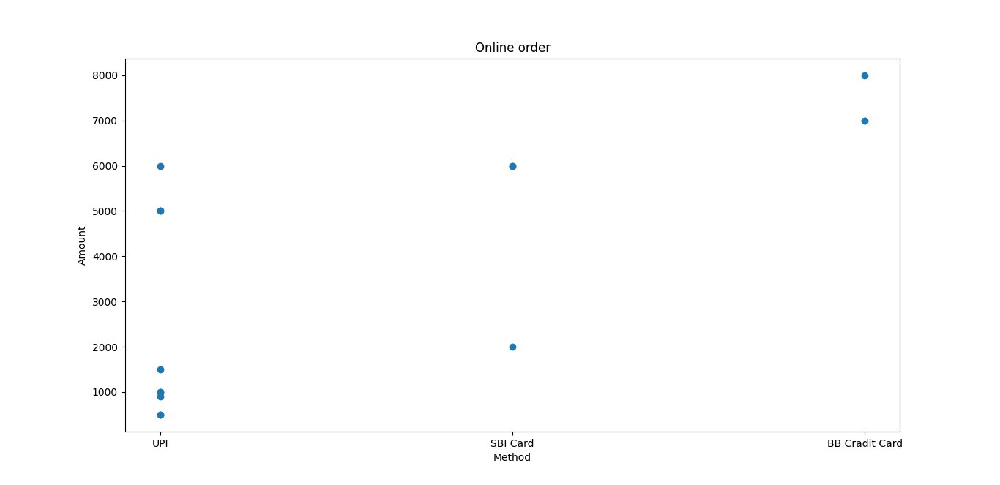 Online order
8000
7000
6000
5000
4000
3000
2000
1000
Amount
UPI
SBI Card
BB Cradit Card
Method